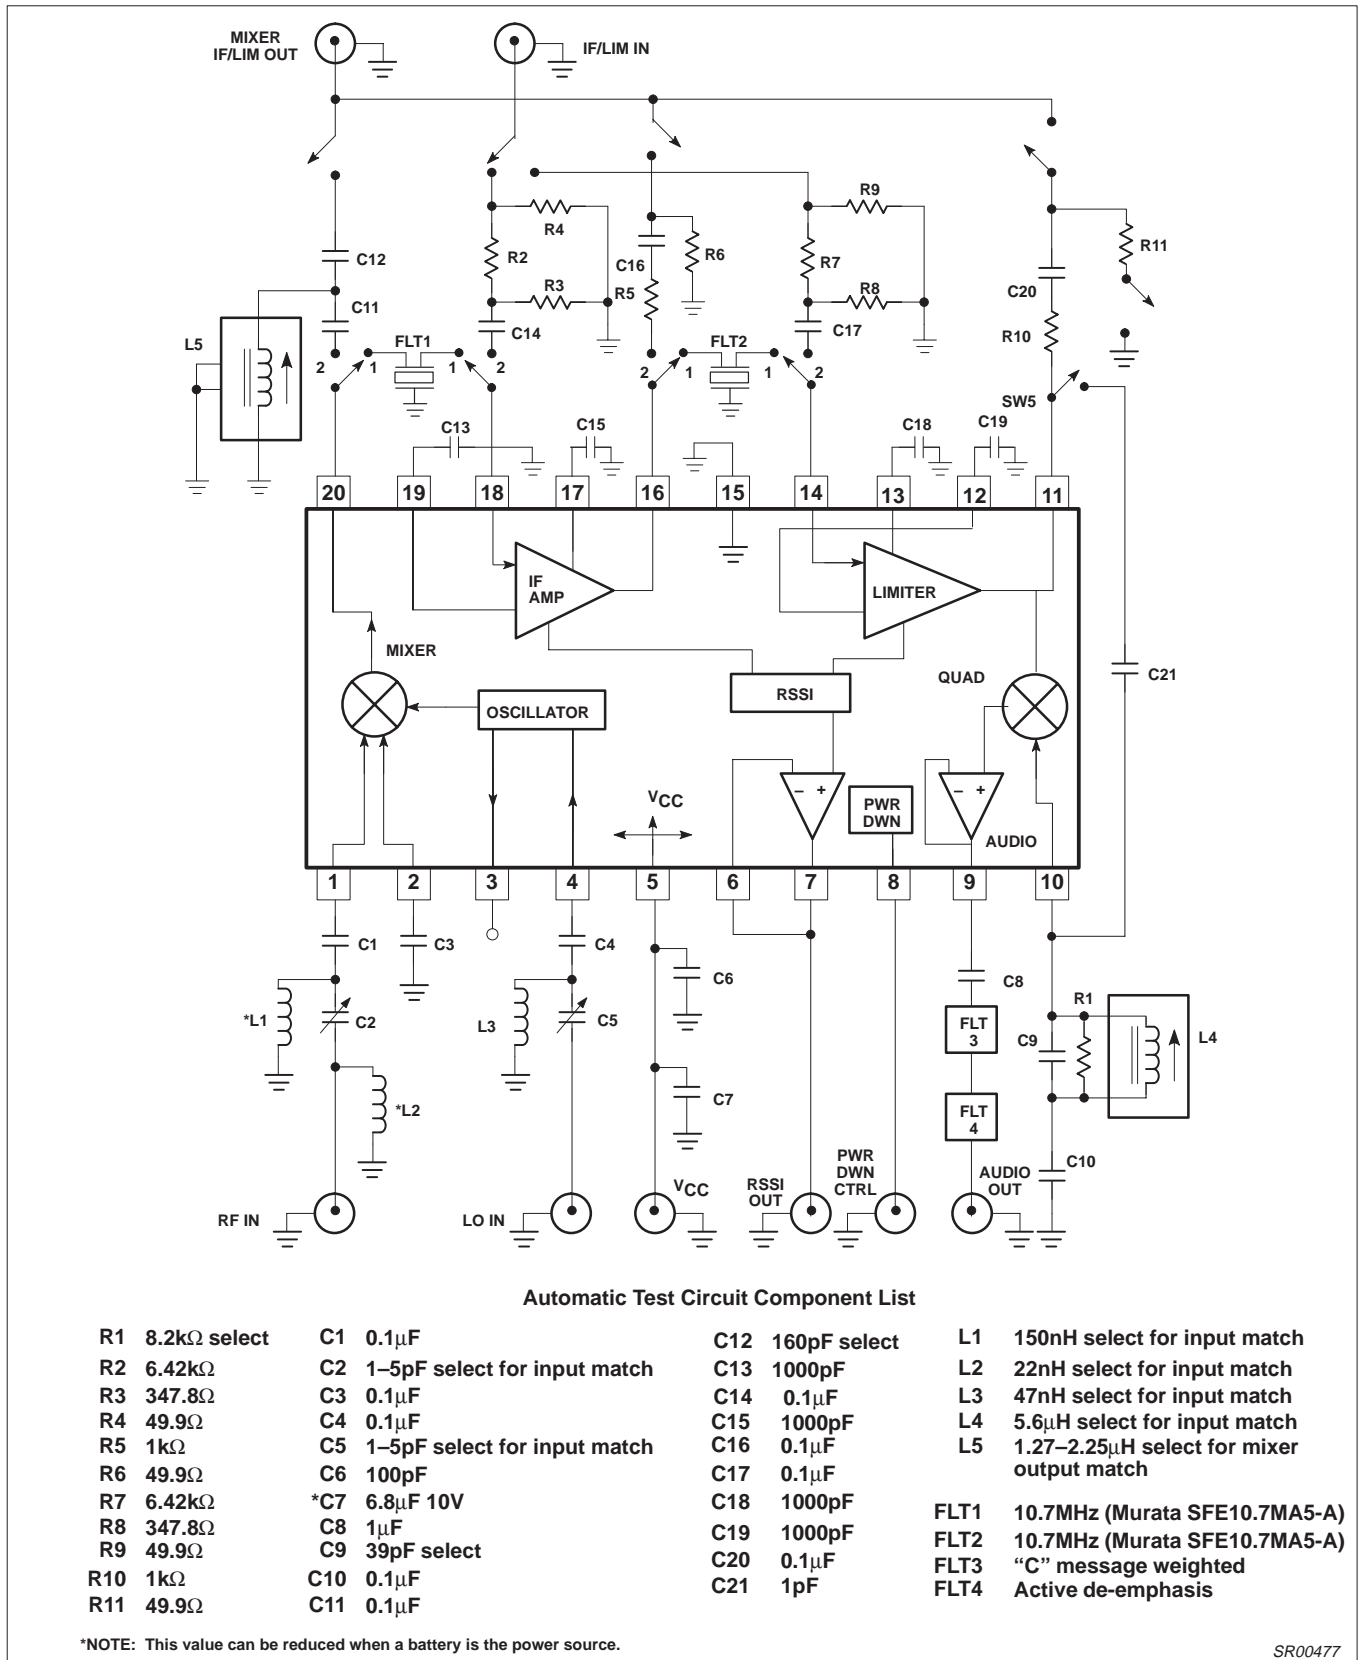 MIXER
IF/LIM OUT
IF/LIM IN
R9
R4
R11
C12
R2
C16
R6
R7
C20
C11
R3
R5
R8
R10
L5
FLT1
C14
FLT2
C17
2
1
1
2
2
1
1
2
SW5
C13
C15
C18
C19
20
19
18
17
16
15
14
13
12
11
IF
AMP
LIMITER
MIXER
RSSI
QUAD
C21
OSCILLATOR
VCC
– +
PWR
DWN
– +
AUDIO
1
2
3
4
5
6
7
8
9
10
C1
C3
C4
C6
C8
*L1
C2
L3
C5
FLT
3
R1
C9
L4
*L2
C7
FLT
4
C10
RF IN
LO IN
VCC
RSSI
OUT
PWR
DWN
CTRL
AUDIO
OUT
Automatic Test Circuit Component List
R1 8.2kΩ select
R2 6.42kΩ
R3 347.8Ω
R4 49.9Ω
R5 1kΩ
R6 49.9Ω
R7 6.42kΩ
R8 347.8Ω
R9 49.9Ω
R10 1kΩ
R11 49.9Ω
C1 0.1μF
C2 1–5pF select for input match
C3 0.1μF
C4 0.1μF
C5 1–5pF select for input match
C6 100pF
*C7 6.8μF 10V
C8 1μF
C9 39pF select
C10 0.1μF
C11 0.1μF
C12 160pF select
C13 1000pF
C14 0.1μF
C15 1000pF
C16 0.1μF
C17 0.1μF
C18 1000pF
C19 1000pF
C20 0.1μF
C21 1pF
L1 150nH select for input match
L2 22nH select for input match
L3 47nH select for input match
L4 5.6μH select for input match
L5 1.27–2.25μH select for mixer
output match
FLT1 10.7MHz (Murata SFE10.7MA5-A)
FLT2 10.7MHz (Murata SFE10.7MA5-A)
FLT3 “C” message weighted
FLT4 Active de-emphasis
*NOTE: This value can be reduced when a battery is the power source.
SR00477